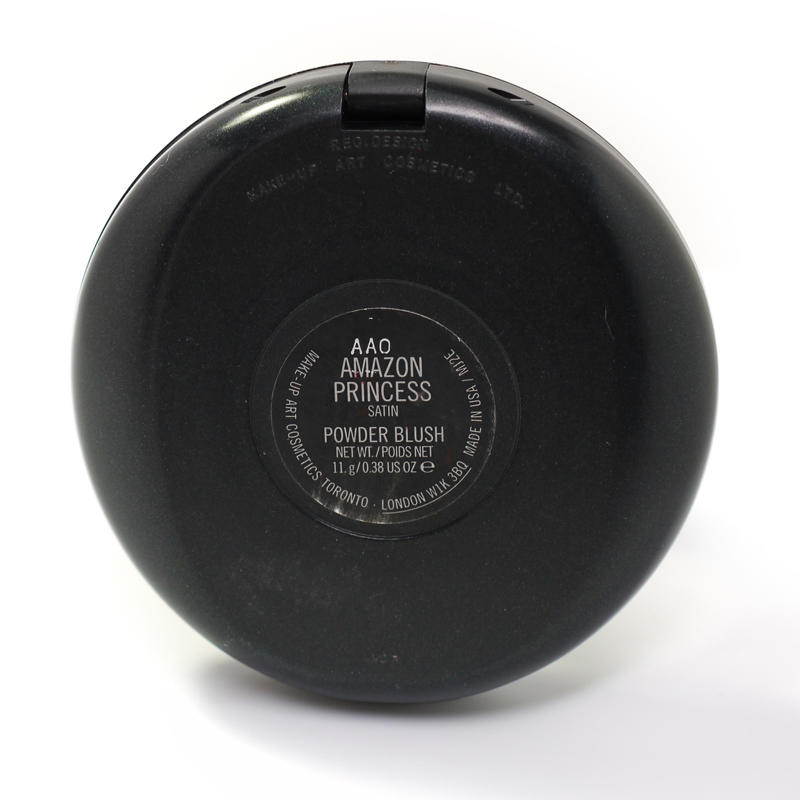 REG.DESIGN
MAKE-UP ART COSMETICS LTD.
AAO
AMAZON
PRINCESS
SATIN
POWDER BLUSH
NET WT./POIDS NET
11. g/0.38 US OZ ℮
MAKE-UP ART COSMETICS TORONTO · LONDON W1K 3BQ MADE IN USA / M12E